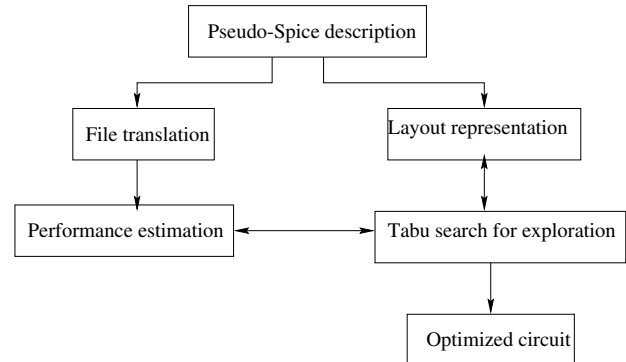 Pseudo-Spice description
File translation
Layout representation
Performance estimation
Tabu search for exploration
Optimized circuit